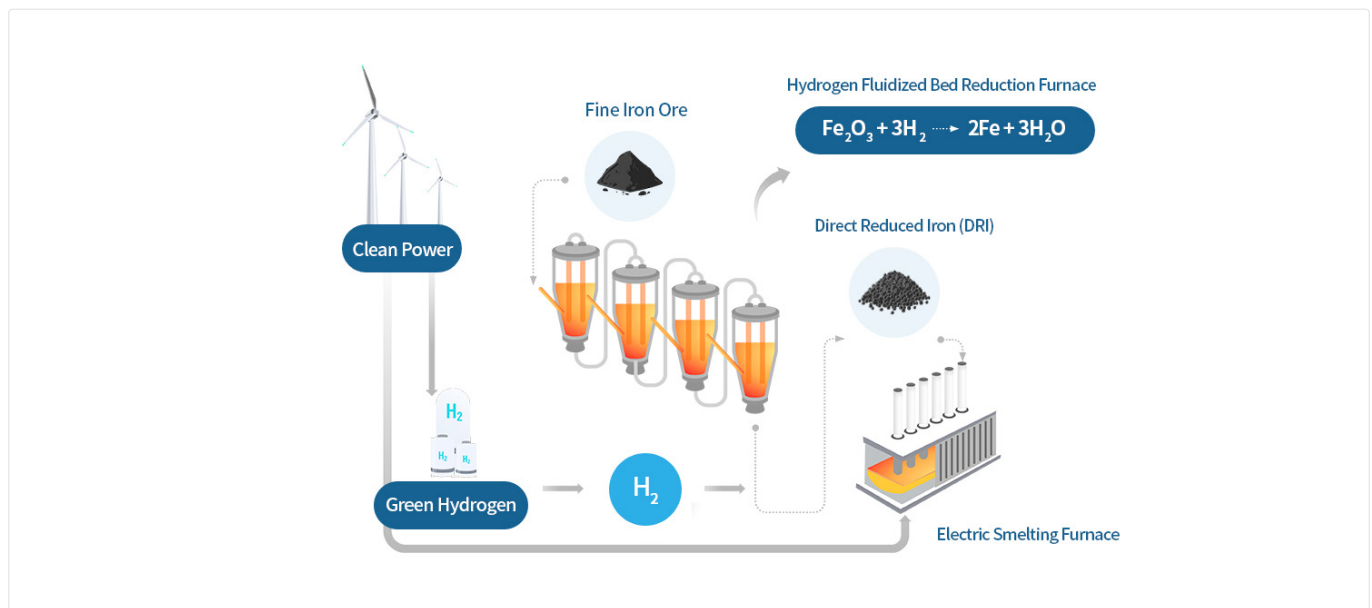 Hydrogen Fluidized Bed Reduction Furnace
Fine Iron Ore
Fe₂O₃ + 3H₂ ┈➝ 2Fe + 3H₂O
Direct Reduced Iron (DRI)
Clean Power
H₂
H₂
H₂
Green Hydrogen
H₂
Electric Smelting Furnace